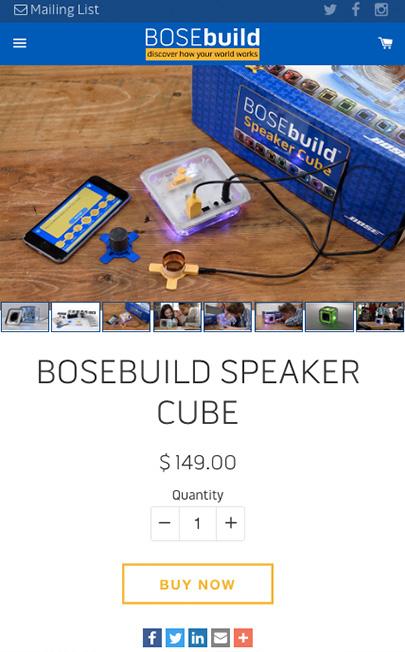 Mailing List
BOSEbuild
discover how your world works
BOSEbuild
Speaker Cube
BOSE
BOSEBUILD SPEAKER
CUBE
$149.00
Quantity
− 1 +
BUY NOW